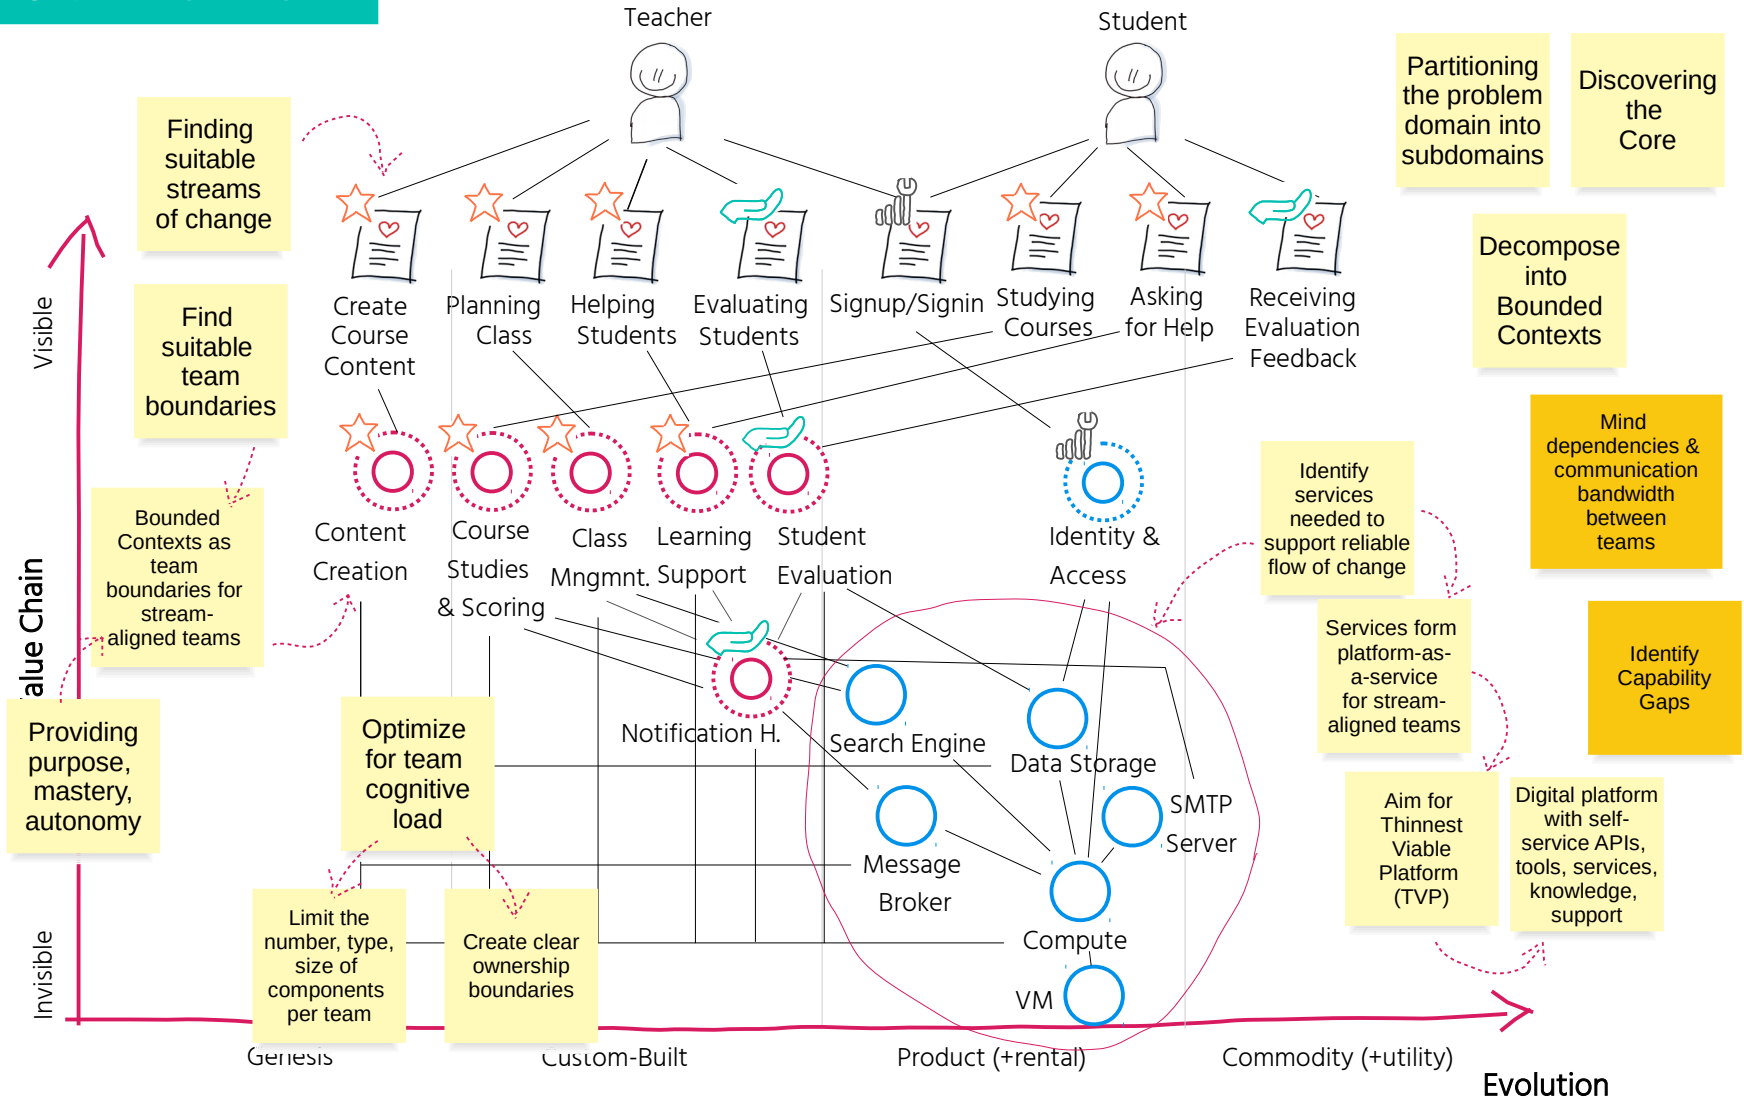 Teacher
Student
Partitioning
the problem
domain into
subdomains
Discovering
the
Core
Finding
suitable
streams
of change
Decompose
into
Bounded
Contexts
Visible
Find
suitable
team
boundaries
Create
Course
Content
Planning
Class
Helping
Students
Evaluating
Students
Signup/Signin
Studying
Courses
Asking
for Help
Receiving
Evaluation
Feedback
Mind
dependencies &
communication
bandwidth
between
teams
Identify
services
needed to
support reliable
flow of change
Bounded
Contexts as
team
boundaries for
stream-
aligned teams
Content
Creation
Course
Studies
& Scoring
Class
Mngmnt.
Learning
Support
Student
Evaluation
Identity &
Access
alue Chain
Services form
platform-as-
a-service
for stream-
aligned teams
Identify
Capability
Gaps
Providing
purpose,
mastery,
autonomy
Optimize
for team
cognitive
load
Notification H.
Search Engine
Data Storage
SMTP
Server
Message
Broker
Aim for
Thinnest
Viable
Platform
(TVP)
Digital platform
with self-
service APIs,
tools, services,
knowledge,
support
Limit the
number, type,
size of
components
per team
Create clear
ownership
boundaries
Compute
VM
Invisible
Genesis
Custom-Built
Product (+rental)
Commodity (+utility)
Evolution